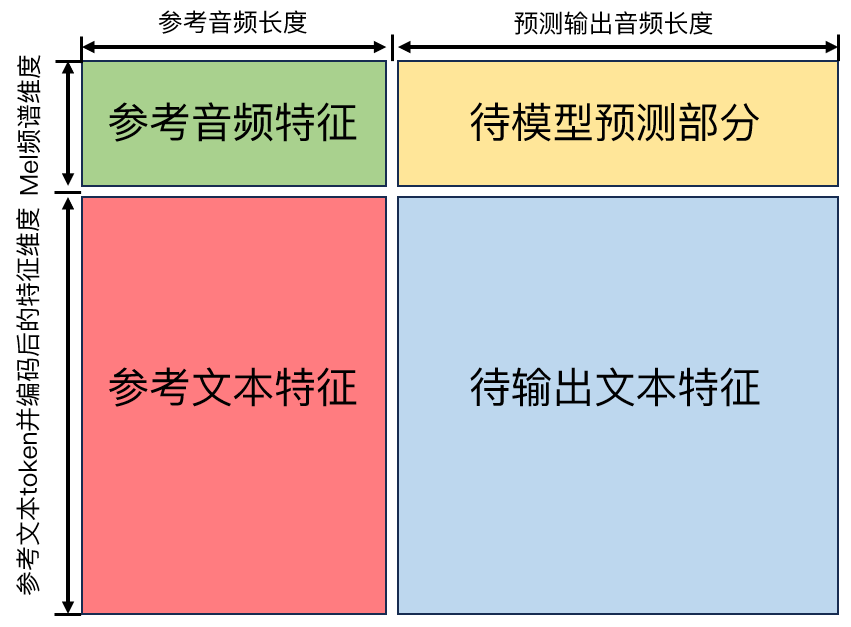 参考音频长度
预测输出音频长度
Mel频谱维度
参考音频特征
待模型预测部分
参考文本token并编码后的特征维度
参考文本特征
待输出文本特征